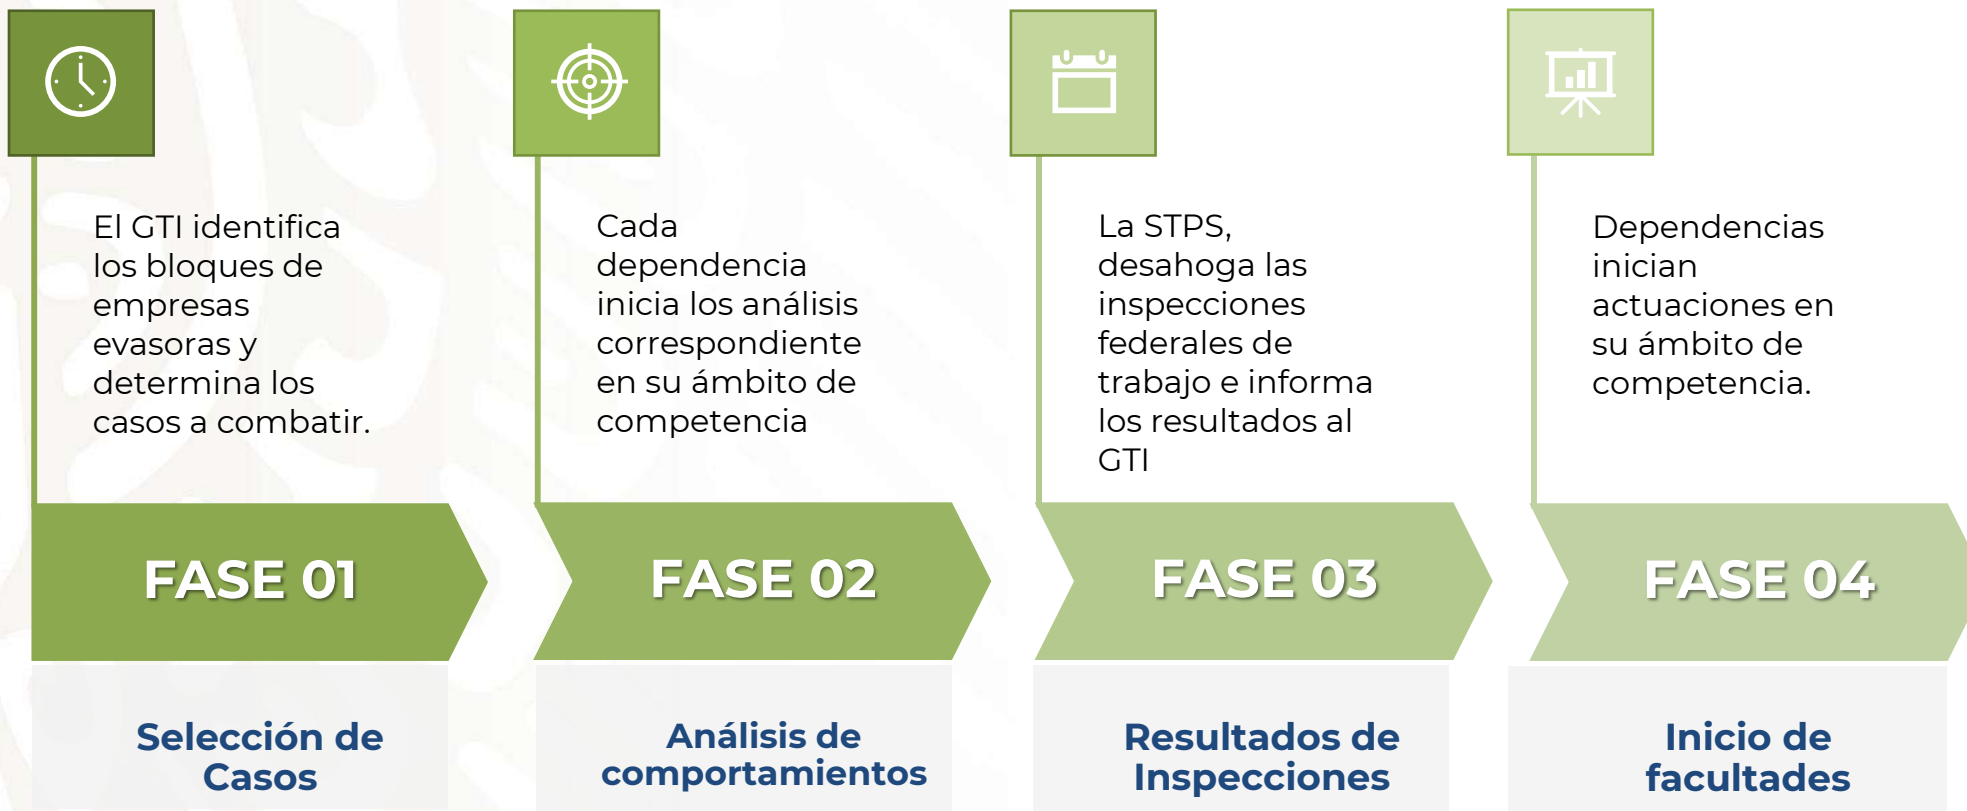 El GTI identifica
los bloques de
empresas
evasoras y
determina los
casos a combatir.
FASE 01
Selección de
Casos
Cada
dependencia
inicia los análisis
correspondiente
en su ámbito de
competencia
FASE 02
Análisis de
comportamientos
La STPS,
desahoga las
inspecciones
federales de
trabajo e informa
los resultados al
GTI
FASE 03
Resultados de
Inspecciones
Dependencias
inician
actuaciones en
su ámbito de
competencia.
FASE 04
Inicio de
facultades